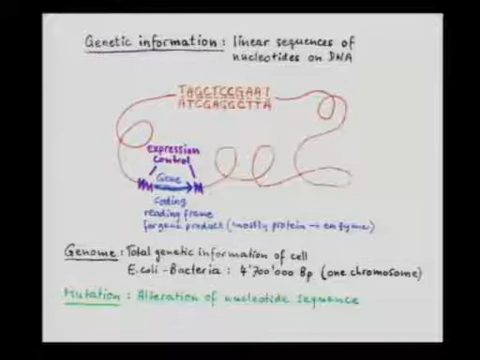 Genetic information : linear sequences of
nucleotides on DNA
TAGCTCCGAAT
ATCGAGGCTTA
expression
control
Gene
coding
reading frame
for gene product (mostly protein → enzyme)
Genome : Total genetic information of cell
E.coli - Bacteria : 4'700'000 Bp (one chromosome)
Mutation : Alteration of nucleotide sequence